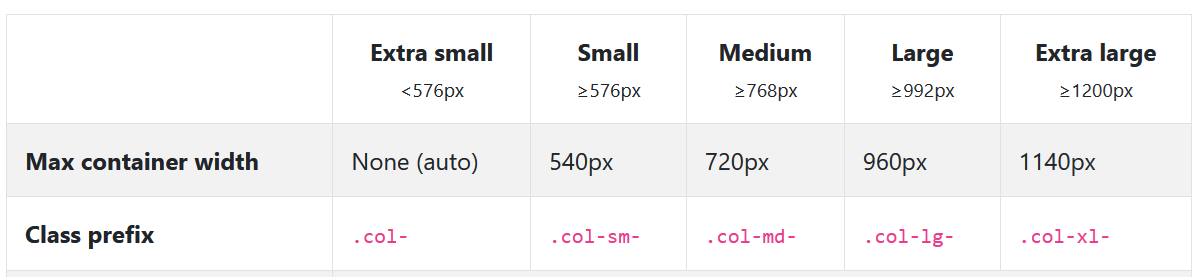 Extra small Small Medium Large Extra large
<576px ≥576px ≥768px ≥992px ≥1200px
Max container width None (auto) 540px 720px 960px 1140px
Class prefix .col- .col-sm- .col-md- .col-lg- .col-xl-